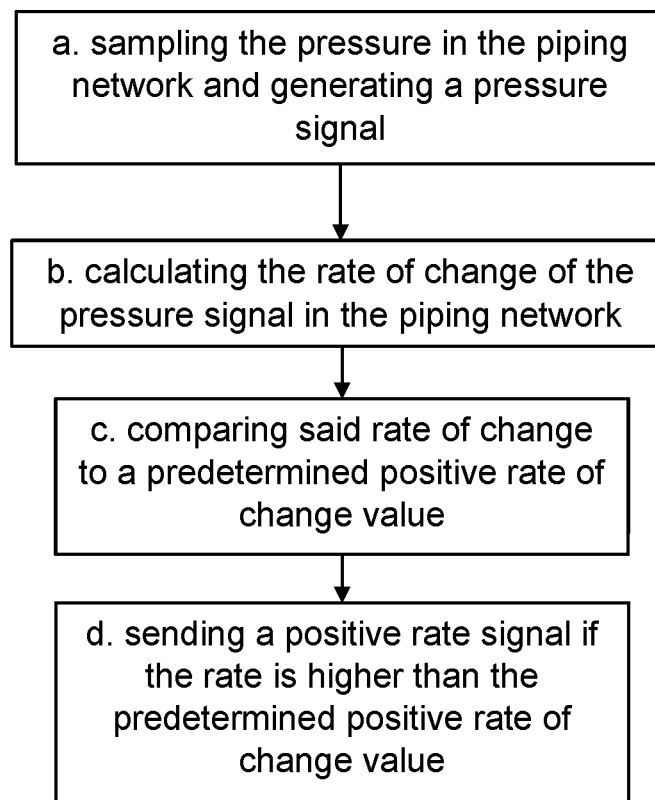 a. sampling the pressure in the piping
network and generating a pressure
signal
b. calculating the rate of change of the
pressure signal in the piping network
c. comparing said rate of change
to a predetermined positive rate of
change value
d. sending a positive rate signal if
the rate is higher than the
predetermined positive rate of
change value